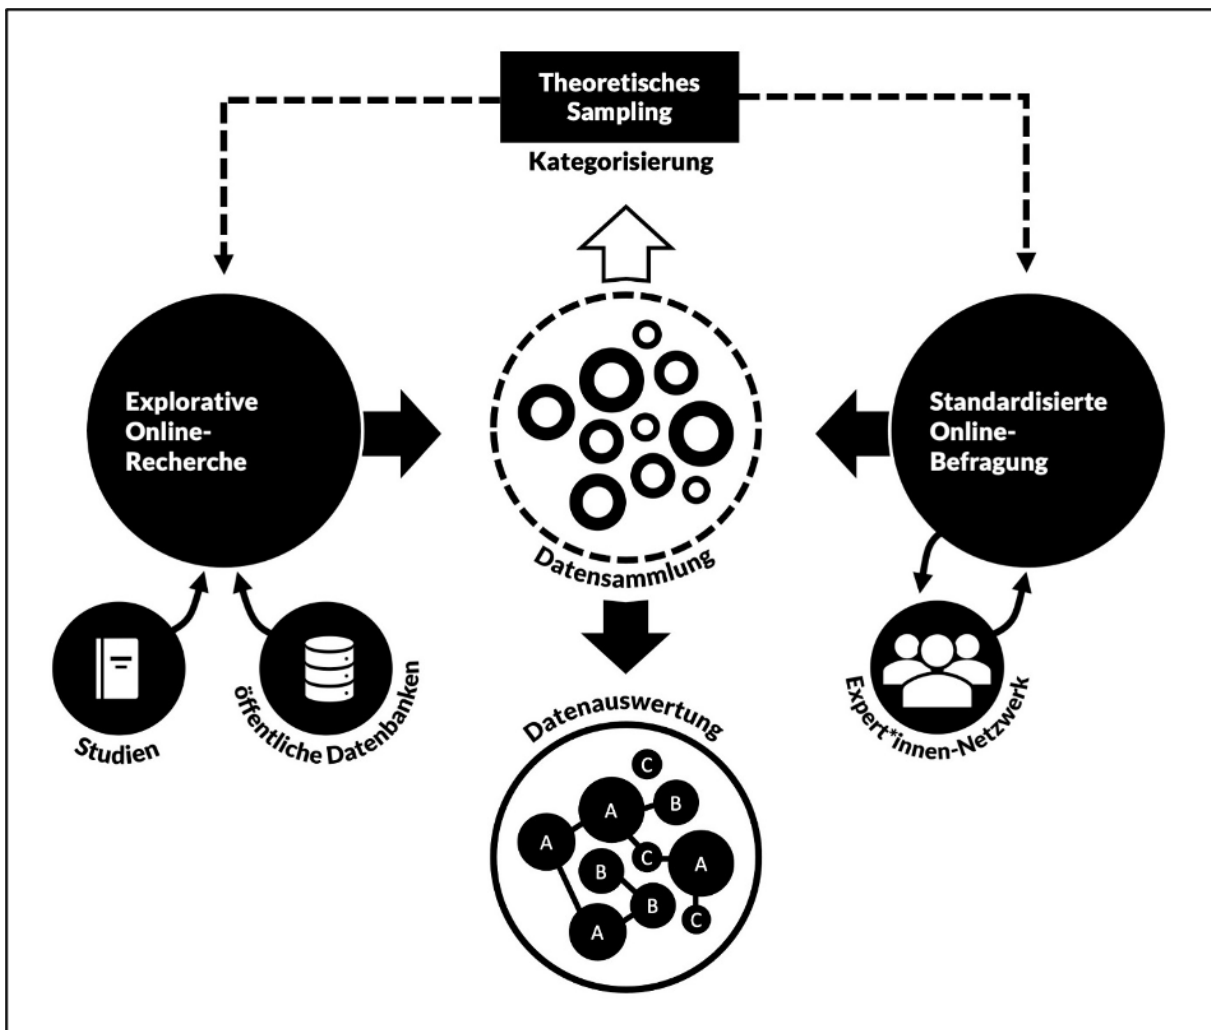 Theoretisches
Sampling
Kategorisierung
Explorative
Online-
Recherche
Standardisierte
Online-
Befragung
Datensammlung
Studien
öffentliche Datenbanken
Expert*innen-Netzwerk
Datenauswertung
C
A
B
A
C
A
B
B
C
A